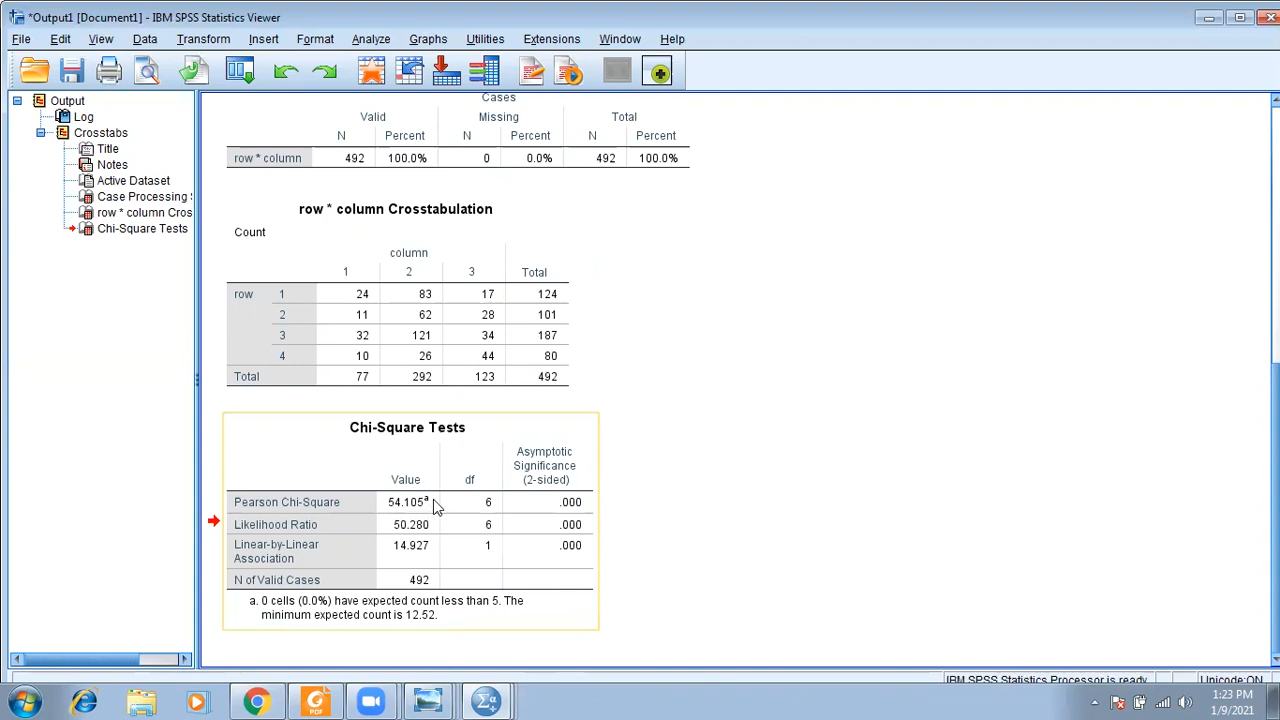 *Output1 [Document1] - IBM SPSS Statistics Viewer
File Edit View Data Transform Insert Format Analyze Graphs Utilities Extensions Window Help
Output
Log
Crosstabs
Title
Notes
Active Dataset
Case Processing
row * column Cros
Chi-Square Tests
Cases
Valid Missing Total
N Percent N Percent N Percent
row * column 492 100.0% 0 0.0% 492 100.0%
row * column Crosstabulation
Count
column
1 2 3 Total
row 1 24 83 17 124
2 11 62 28 101
3 32 121 34 187
4 10 26 44 80
Total 77 292 123 492
Chi-Square Tests
Value df Asymptotic
Significance
(2-sided)
Pearson Chi-Square 54.105a 6 .000
Likelihood Ratio 50.280 6 .000
Linear-by-Linear
Association 14.927 1 .000
N of Valid Cases 492
a. 0 cells (0.0%) have expected count less than 5. The
minimum expected count is 12.52.
IBM SPSS Statistics Processor is ready Unicode:ON
PDF
Σα
1:23 PM
1/9/2021